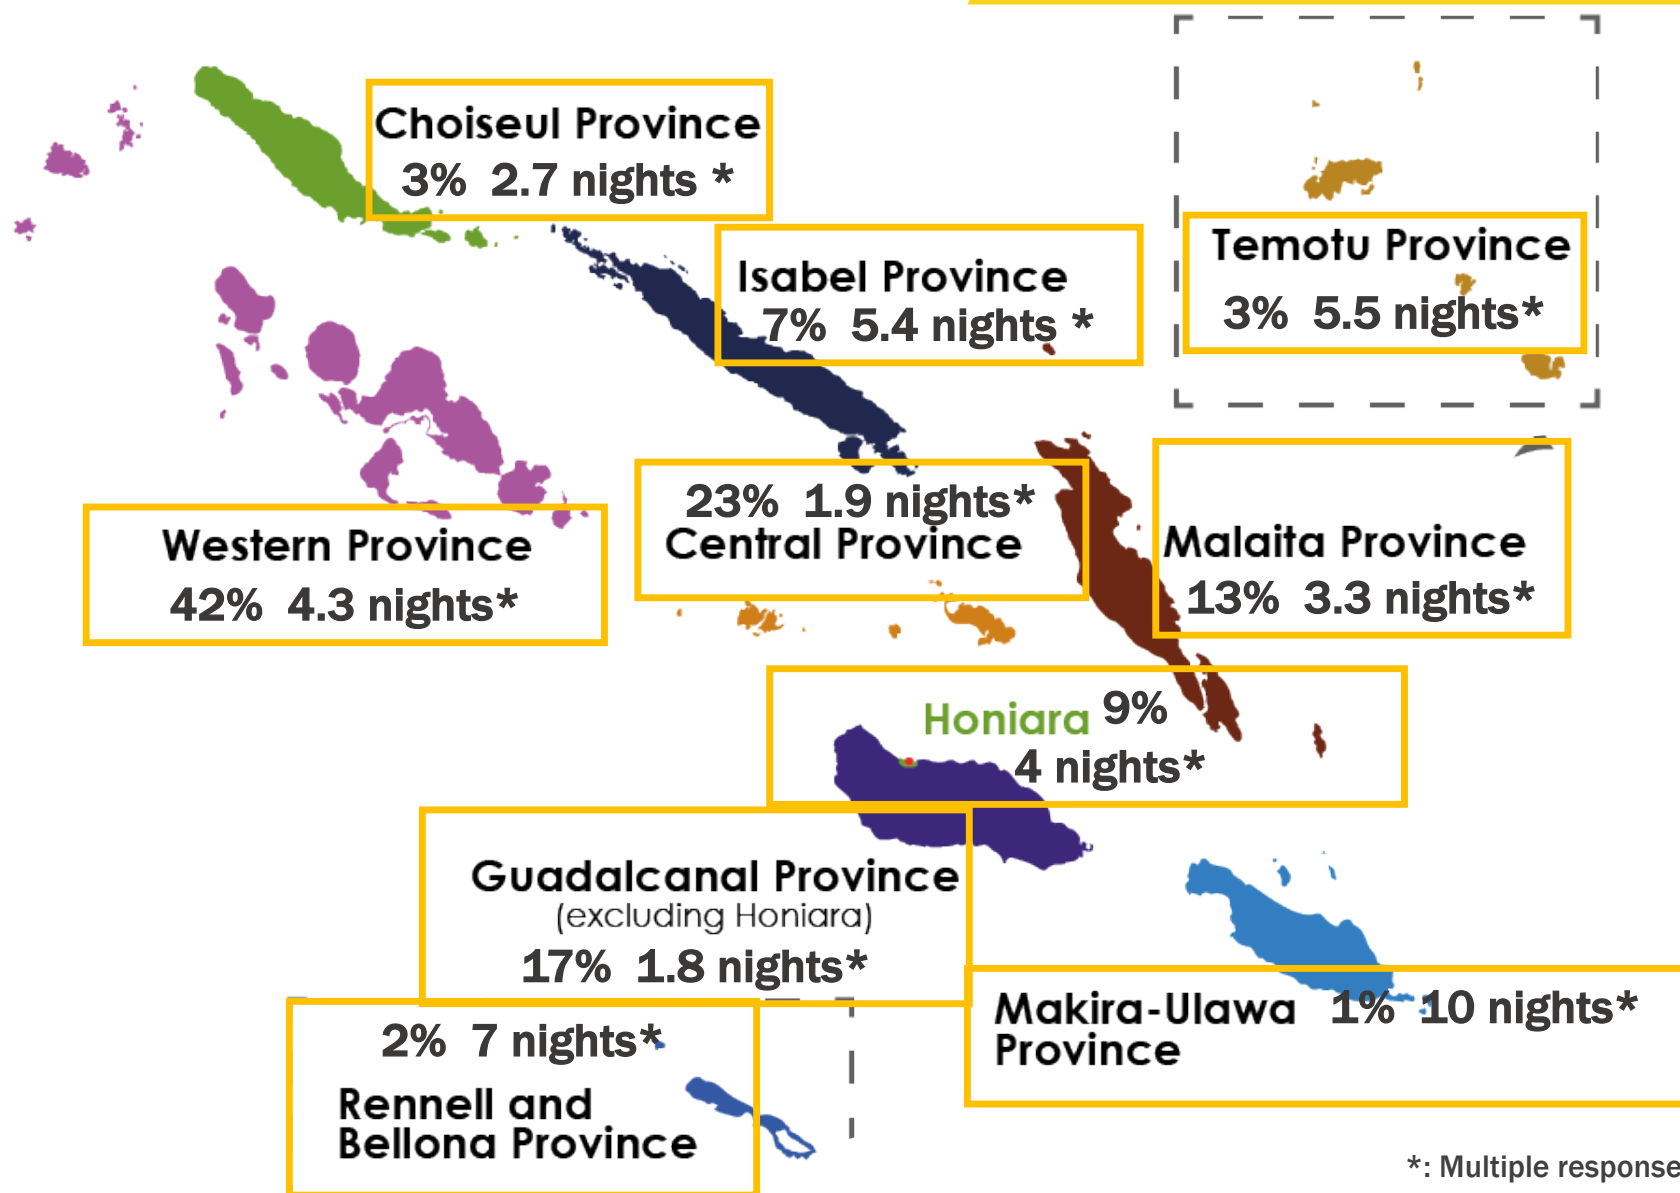 Choiseul Province
3% 2.7 nights *
Isabel Province
7% 5.4 nights *
Temotu Province
3% 5.5 nights*
Western Province
42% 4.3 nights*
23% 1.9 nights*
Central Province
Malaita Province
13% 3.3 nights*
Honiara 9%
4 nights*
Guadalcanal Province
(excluding Honiara)
17% 1.8 nights*
Makira-Ulawa 1% 10 nights*
Province
2% 7 nights*
Rennell and
Bellona Province
*: Multiple response